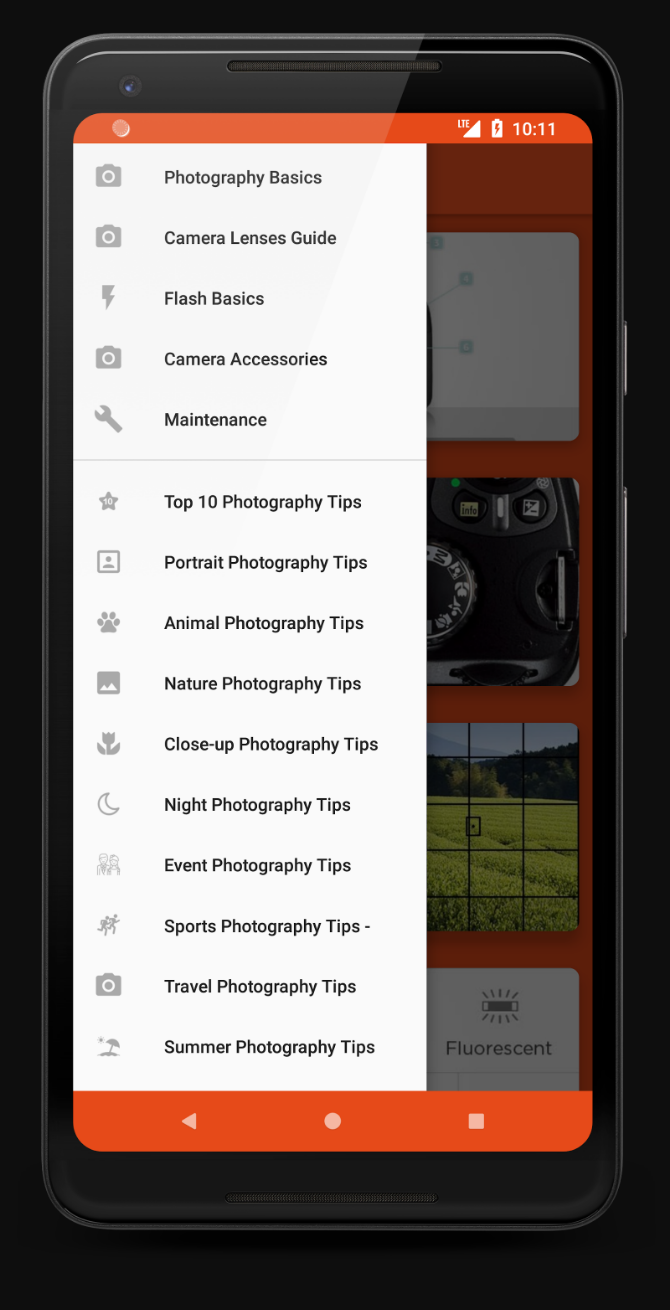 LTE 10:11
Photography Basics
Camera Lenses Guide
Flash Basics
Camera Accessories
Maintenance
10 Top 10 Photography Tips
Portrait Photography Tips
Animal Photography Tips
Nature Photography Tips
Close-up Photography Tips
Night Photography Tips
Event Photography Tips
Sports Photography Tips -
Travel Photography Tips
Summer Photography Tips
info
M
Fluorescent